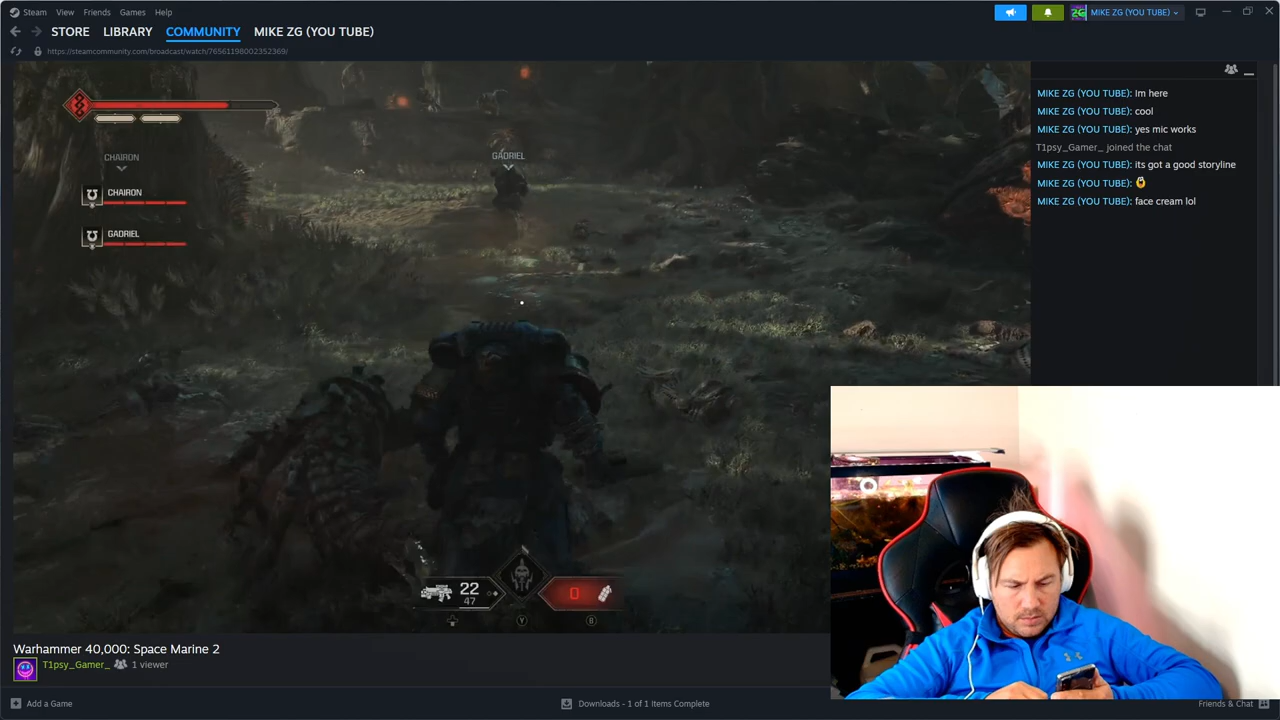 Steam View Friends Games Help
MIKE ZG (YOU TUBE)
STORE LIBRARY COMMUNITY MIKE ZG (YOU TUBE)
https://steamcommunity.com/broadcast/watch/76561198002352369/
CHAIRON
CHAIRON
GADRIEL
GADRIEL
MIKE ZG (YOU TUBE): Im here
MIKE ZG (YOU TUBE): cool
MIKE ZG (YOU TUBE): yes mic works
T1psy_Gamer_ joined the chat
MIKE ZG (YOU TUBE): its got a good storyline
MIKE ZG (YOU TUBE):
MIKE ZG (YOU TUBE): face cream lol
22
47
0
Y
B
Warhammer 40,000: Space Marine 2
T1psy_Gamer_ 1 viewer
Add a Game
Downloads - 1 of 1 Items Complete
Friends & Chat